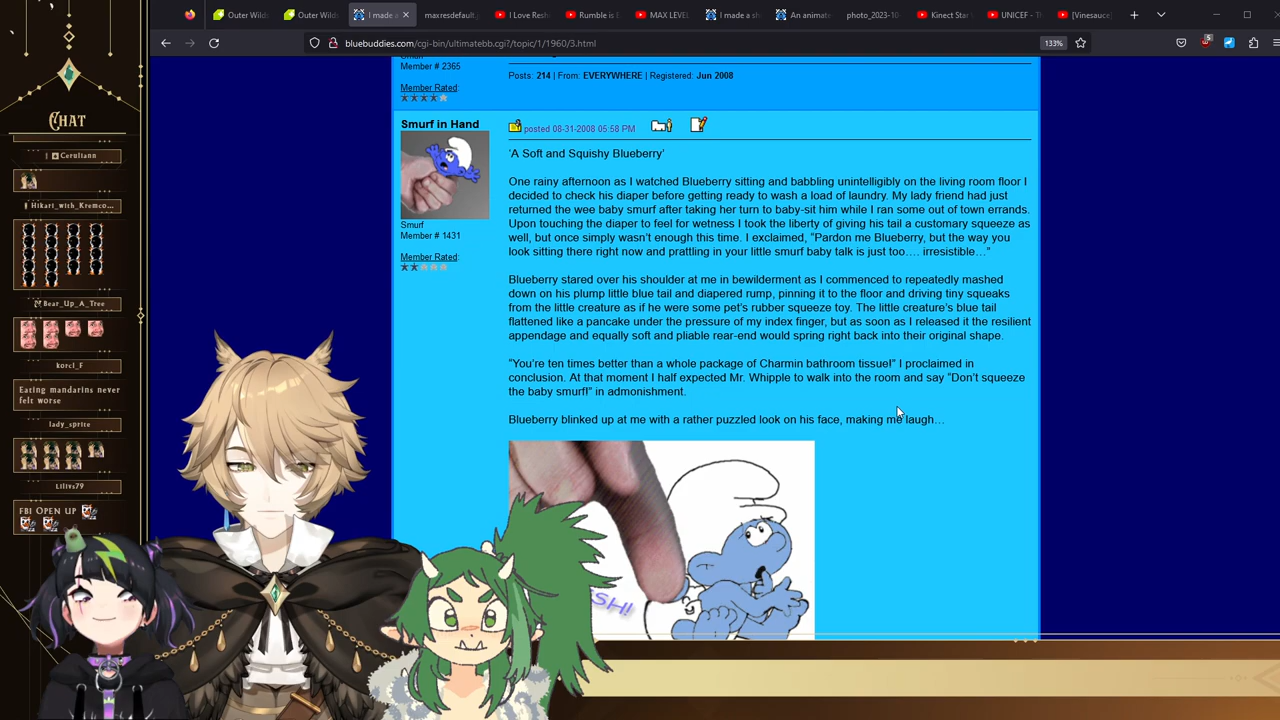 Outer Wilds
Outer Wilds
I made a
maxresdefault.j
I Love Reshi
Rumble is E
MAX LEVEL
I made a s
An animate
photo_2023-10-
Kinect Star
UNICEF - T
[Vinesauce]
bluebuddies.com/cgi-bin/ultimatebb.cgi?/topic/1/1960/3.html
133%
Chat
Ceruliann
Hikari_with_Kremco...
Bear_Up_A_Tree
korci_F
Eating mandarins never
felt worse
lady_sprite
Lilivs79
FBI OPEN UP
Smurf
Member # 2365
Member Rated:
Posts: 214 | From: EVERYWHERE | Registered: Jun 2008
Smurf in Hand
Smurf
Member # 1431
Member Rated:
posted 08-31-2008 05:58 PM
'A Soft and Squishy Blueberry'
One rainy afternoon as I watched Blueberry sitting and babbling unintelligibly on the living room floor I
decided to check his diaper before getting ready to wash a load of laundry. My lady friend had just
returned the wee baby smurf after taking her turn to baby-sit him while I ran some out of town errands.
Upon touching the diaper to feel for wetness I took the liberty of giving his tail a customary squeeze as
well, but once simply wasn't enough this time. I exclaimed, "Pardon me Blueberry, but the way you
look sitting there right now and prattling in your little smurf baby talk is just too.... irresistible..."
Blueberry stared over his shoulder at me in bewilderment as I commenced to repeatedly mashed
down on his plump little blue tail and diapered rump, pinning it to the floor and driving tiny squeaks
from the little creature as if he were some pet's rubber squeeze toy. The little creature's blue tail
flattened like a pancake under the pressure of my index finger, but as soon as I released it the resilient
appendage and equally soft and pliable rear-end would spring right back into their original shape.
"You're ten times better than a whole package of Charmin bathroom tissue!" I proclaimed in
conclusion. At that moment I half expected Mr. Whipple to walk into the room and say "Don't squeeze
the baby smurf!" in admonishment.
Blueberry blinked up at me with a rather puzzled look on his face, making me laugh...
SH!